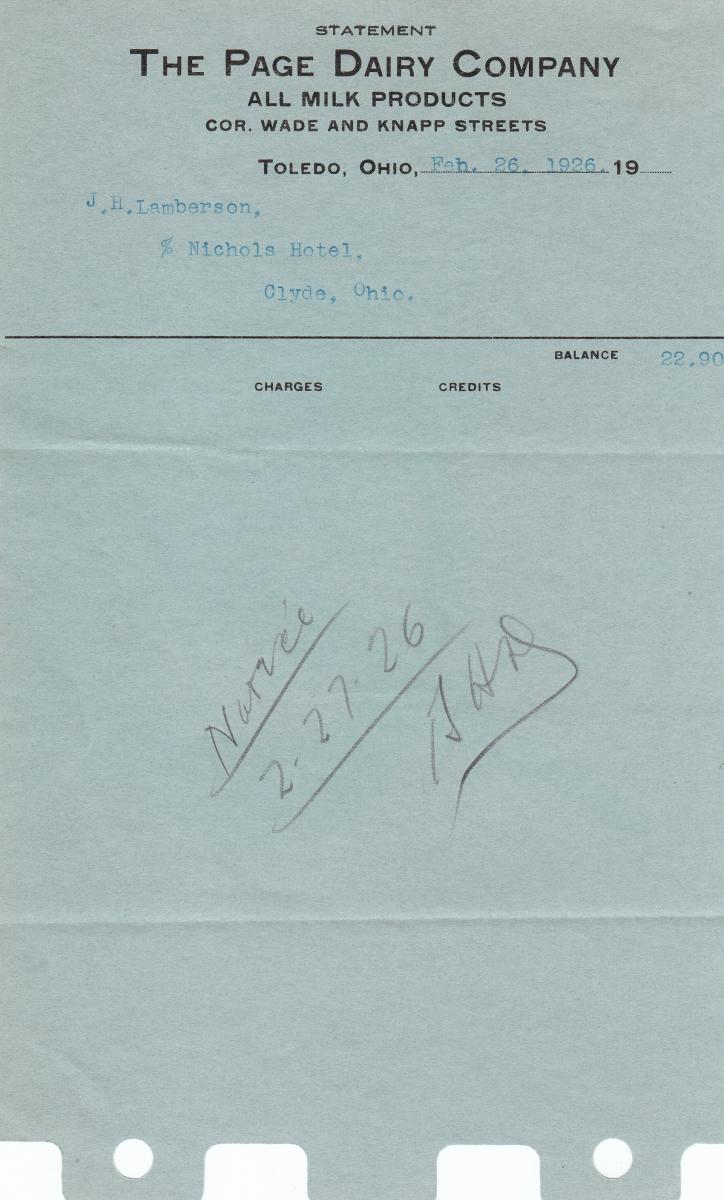 STATEMENT
THE PAGE DAIRY COMPANY
ALL MILK PRODUCTS
COR. WADE AND KNAPP STREETS
TOLEDO, OHIO, Feb. 26, 1926. 19
J.H.Lamberson,
% Nichols Hotel,
Clyde, Ohio.
BALANCE 22.90
CHARGES CREDITS
2.27.26